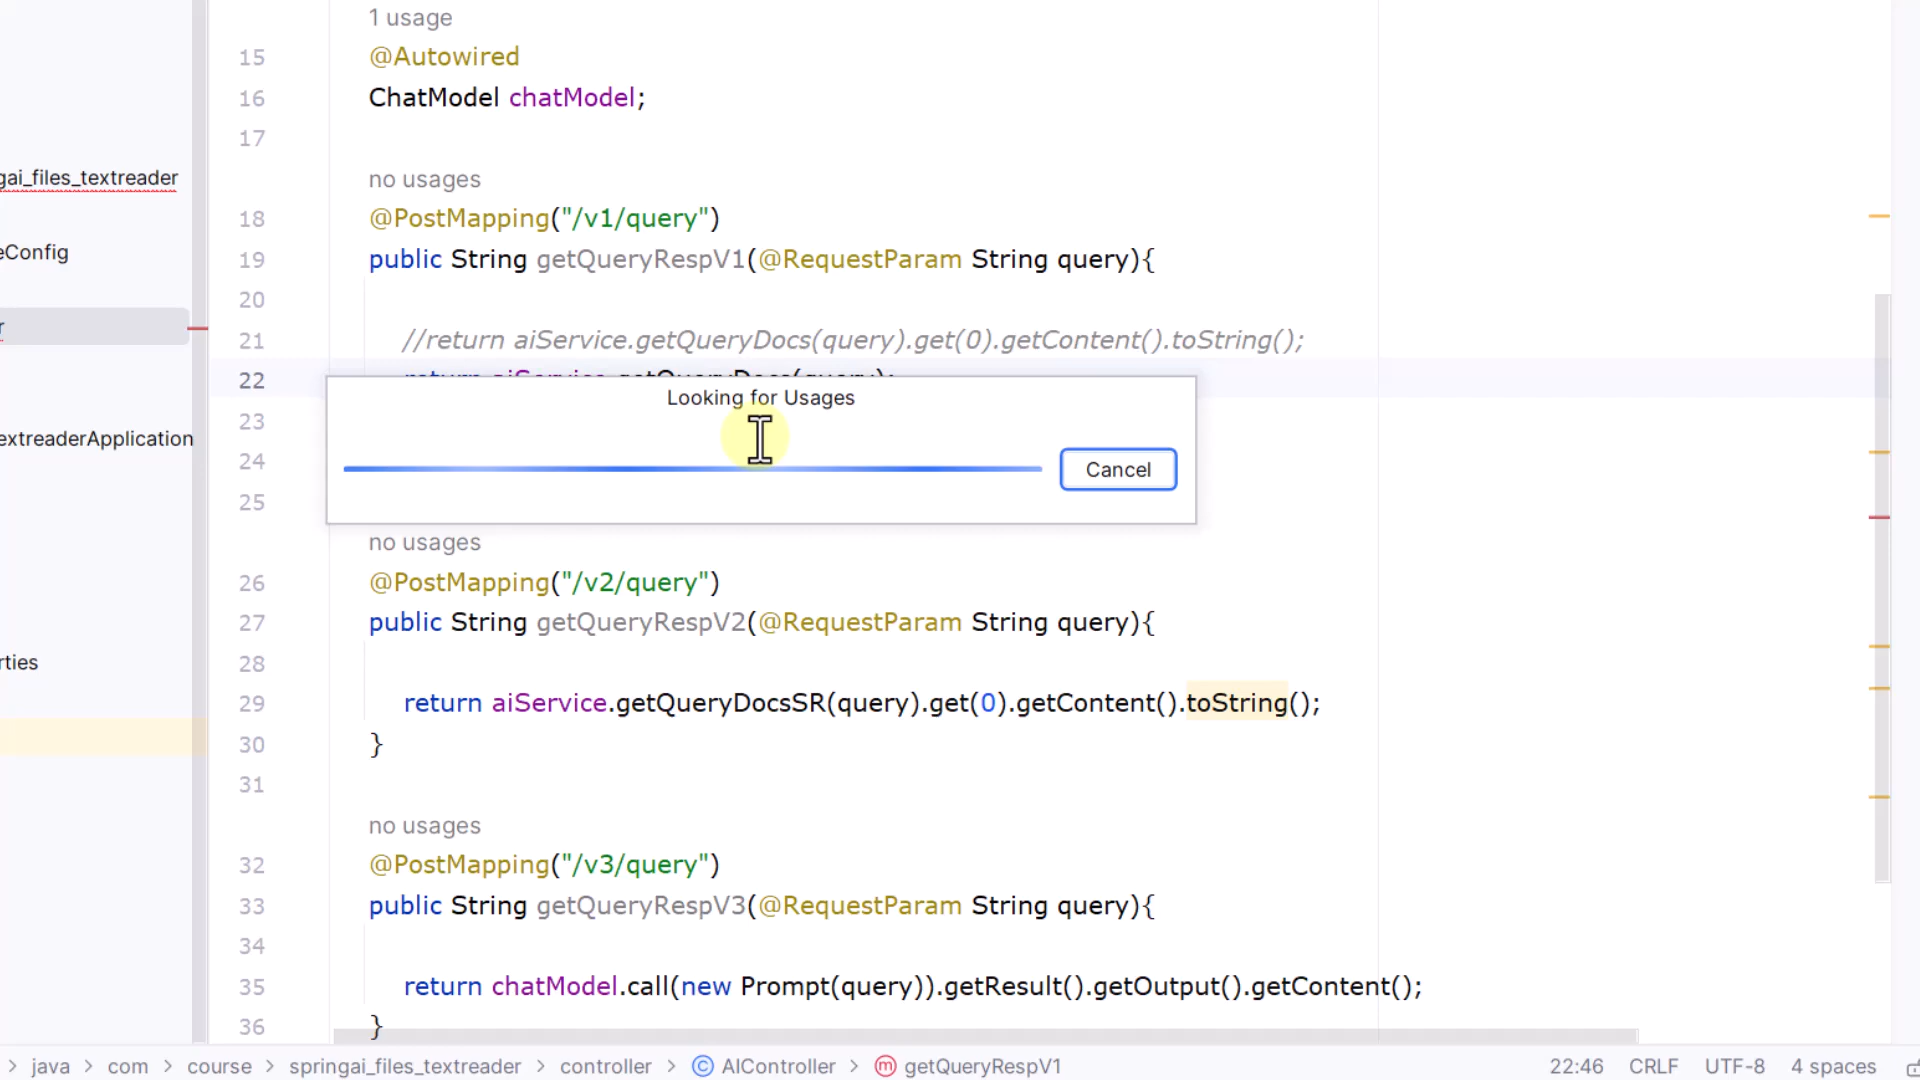 1 usage
15 @Autowired
16 ChatModel chatModel;
17
gai_files_textreader
no usages
18 @PostMapping("/v1/query")
eConfig
19 public String getQueryRespV1(@RequestParam String query){
20
r
21 //return aiService.getQueryDocs(query).get(0).getContent().toString();
22 return aiService.getQueryDocs(query);
Looking for Usages
23
extreaderApplication
24
Cancel
25
no usages
26 @PostMapping("/v2/query")
27 public String getQueryRespV2(@RequestParam String query){
28
rties
29 return aiService.getQueryDocsSR(query).get(0).getContent().toString();
30 }
31
no usages
32 @PostMapping("/v3/query")
33 public String getQueryRespV3(@RequestParam String query){
34
35 return chatModel.call(new Prompt(query)).getResult().getOutput().getContent();
36 }
> java > com > course > springai_files_textreader > controller > AIController > getQueryRespV1
22:46 CRLF UTF-8 4 spaces